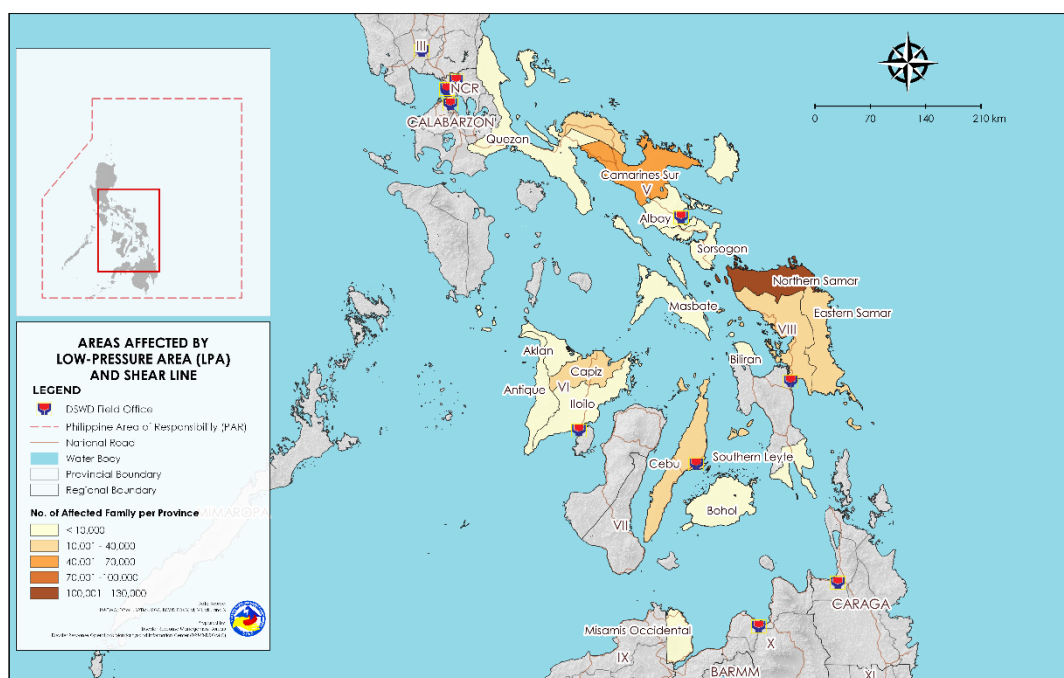 III
NCR
CALABARZON
Quezon
Camarines Sur
V
Albay
Sorsogon
Northern Samar
Masbate
Eastern Samar
VIII
Biliran
Aklan
Capiz
Antique
VI
Iloilo
Cebu
Southern Leyte
Bohol
VII
CARAGA
Misamis Occidental
X
IX
BARMM
XI
MIMAROPA
0 70 140 210 km
AREAS AFFECTED BY
LOW-PRESSURE AREA (LPA)
AND SHEAR LINE
LEGEND
DSWD Field Office
Philippine Area of Responsibility (PAR)
National Road
Water Body
Provincial Boundary
Regional Boundary
No. of Affected Family per Province
< 10,000
10,001 - 40,000
40,001 - 70,000
70,001 - 100,000
100,001 - 130,000